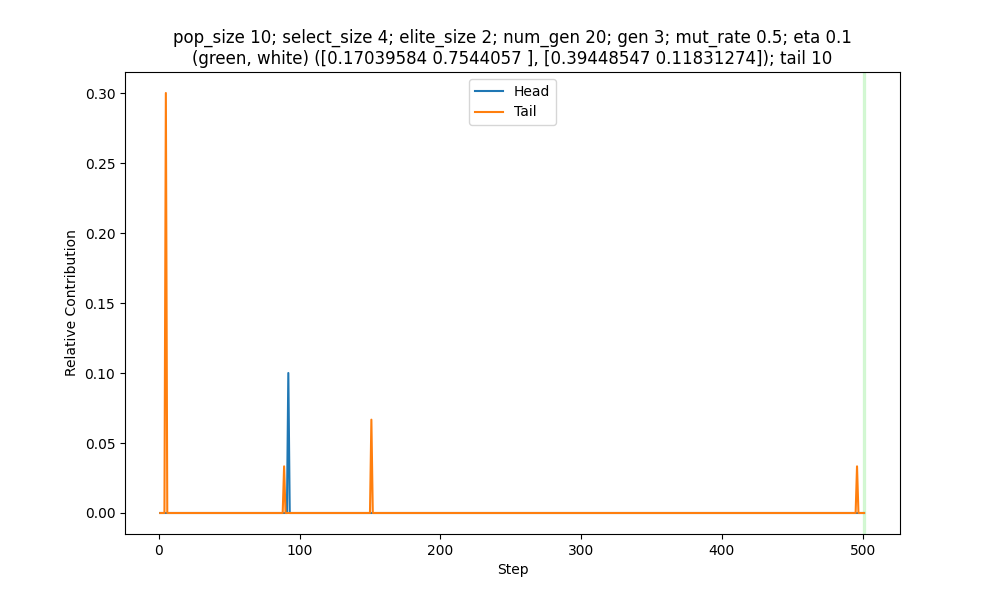 pop_size 10; select_size 4; elite_size 2; num_gen 20; gen 3; mut_rate 0.5; eta 0.1
(green, white) ([0.17039584 0.7544057 ], [0.39448547 0.11831274]); tail 10
Head
Tail
0.30
0.25
0.20
0.15
0.10
0.05
0.00
Relative Contribution
0
100
200
300
400
500
Step